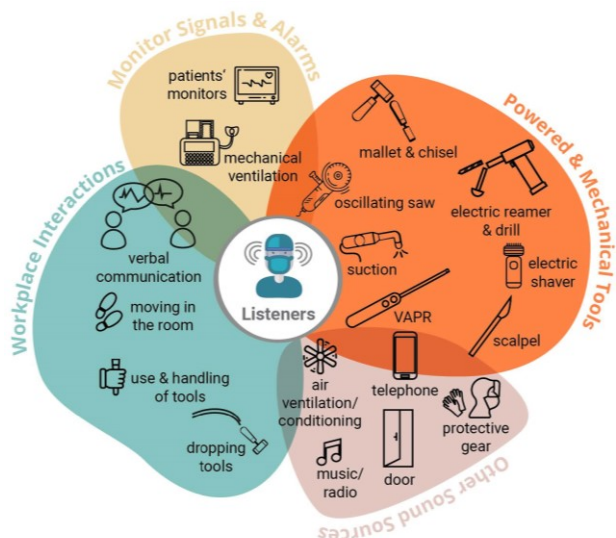 Monitor Signals & Alarms
patients'
monitors
mechanical
ventilation
Powered & Mechanical Tools
mallet & chisel
oscillating saw
electric reamer
& drill
suction
electric
shaver
VAPR
scalpel
Workplace Interactions
verbal
communication
moving in
the room
use & handling
of tools
dropping
tools
Listeners
air
ventilation/
conditioning
telephone
protective
gear
music/
radio
door
Other Sound Sources